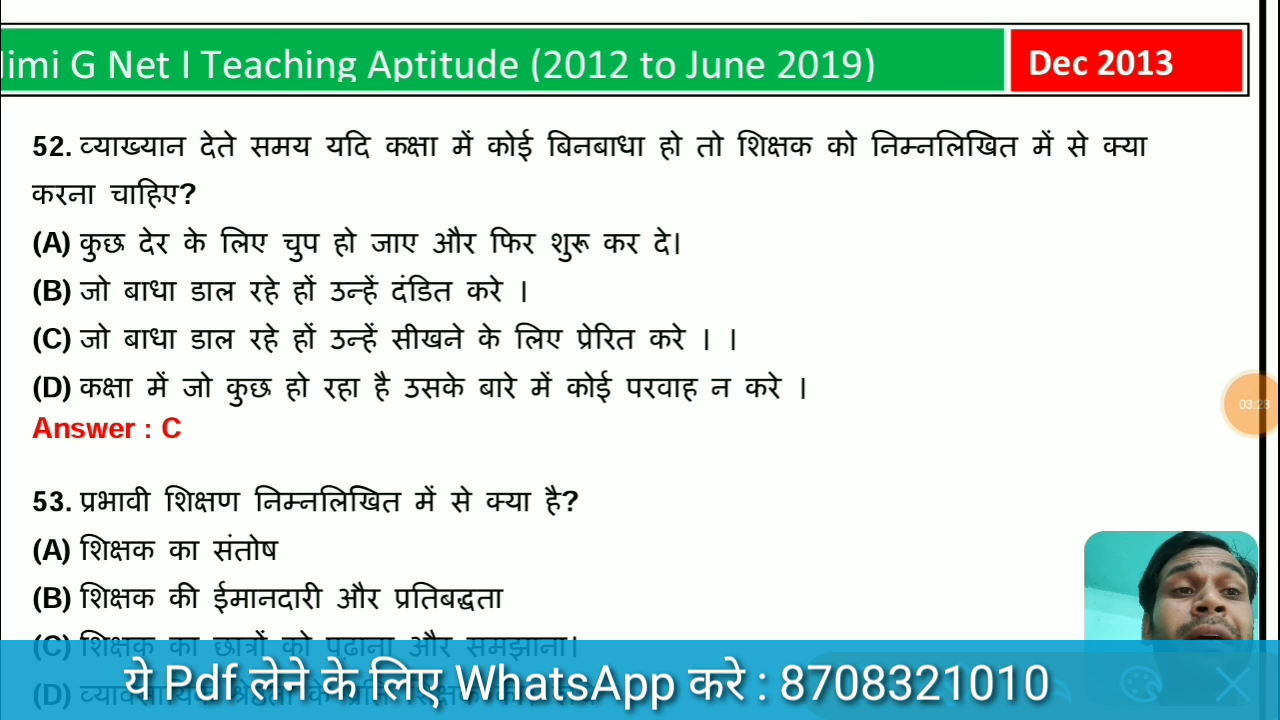 imi G Net I Teaching Aptitude (2012 to June 2019) Dec 2013
52. व्याख्यान देते समय यदि कक्षा में कोई बिनबाधा हो तो शिक्षक को निम्नलिखित में से क्या
करना चाहिए?
(A) कुछ देर के लिए चुप हो जाए और फिर शुरू कर दे।
(B) जो बाधा डाल रहे हों उन्हें दंडित करे ।
(C) जो बाधा डाल रहे हों उन्हें सीखने के लिए प्रेरित करे । ।
(D) कक्षा में जो कुछ हो रहा है उसके बारे में कोई परवाह न करे ।
03:28
Answer : C
53. प्रभावी शिक्षण निम्नलिखित में से क्या है?
(A) शिक्षक का संतोष
(B) शिक्षक की ईमानदारी और प्रतिबद्धता
(C) शिक्षक का छात्रों को पढ़ाना और समझाना।
(D)
ये Pdf लेने के लिए WhatsApp करे : 8708321010